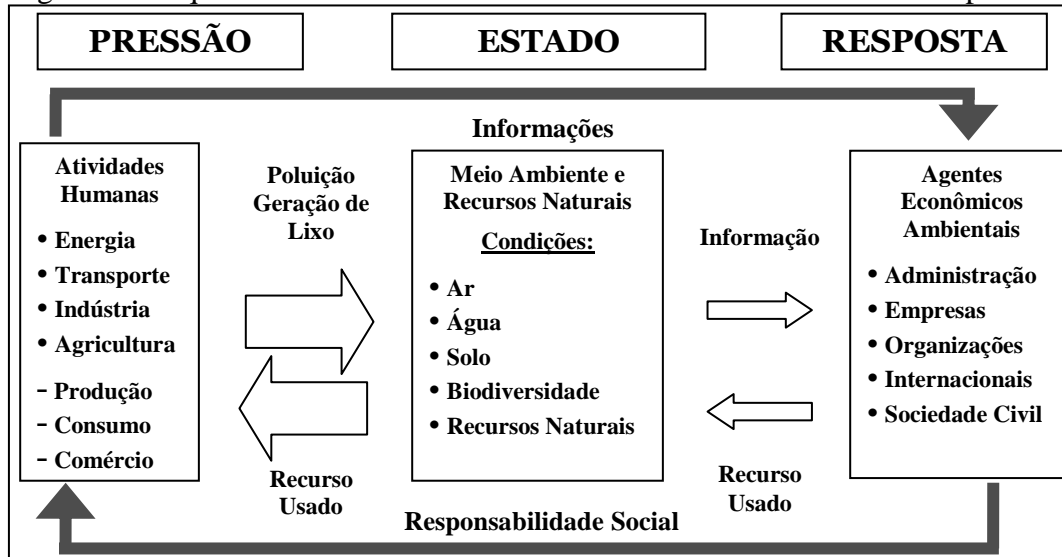 PRESSÃO
ESTADO
RESPOSTA
Informações
Atividades
Humanas
• Energia
• Transporte
• Indústria
• Agricultura
- Produção
- Consumo
- Comércio
Poluição
Geração de
Lixo
Recurso
Usado
Meio Ambiente e
Recursos Naturais
Condições:
• Ar
• Água
• Solo
• Biodiversidade
• Recursos Naturais
Informação
Recurso
Usado
Agentes
Econômicos
Ambientais
• Administração
• Empresas
• Organizações
• Internacionais
• Sociedade Civil
Responsabilidade Social